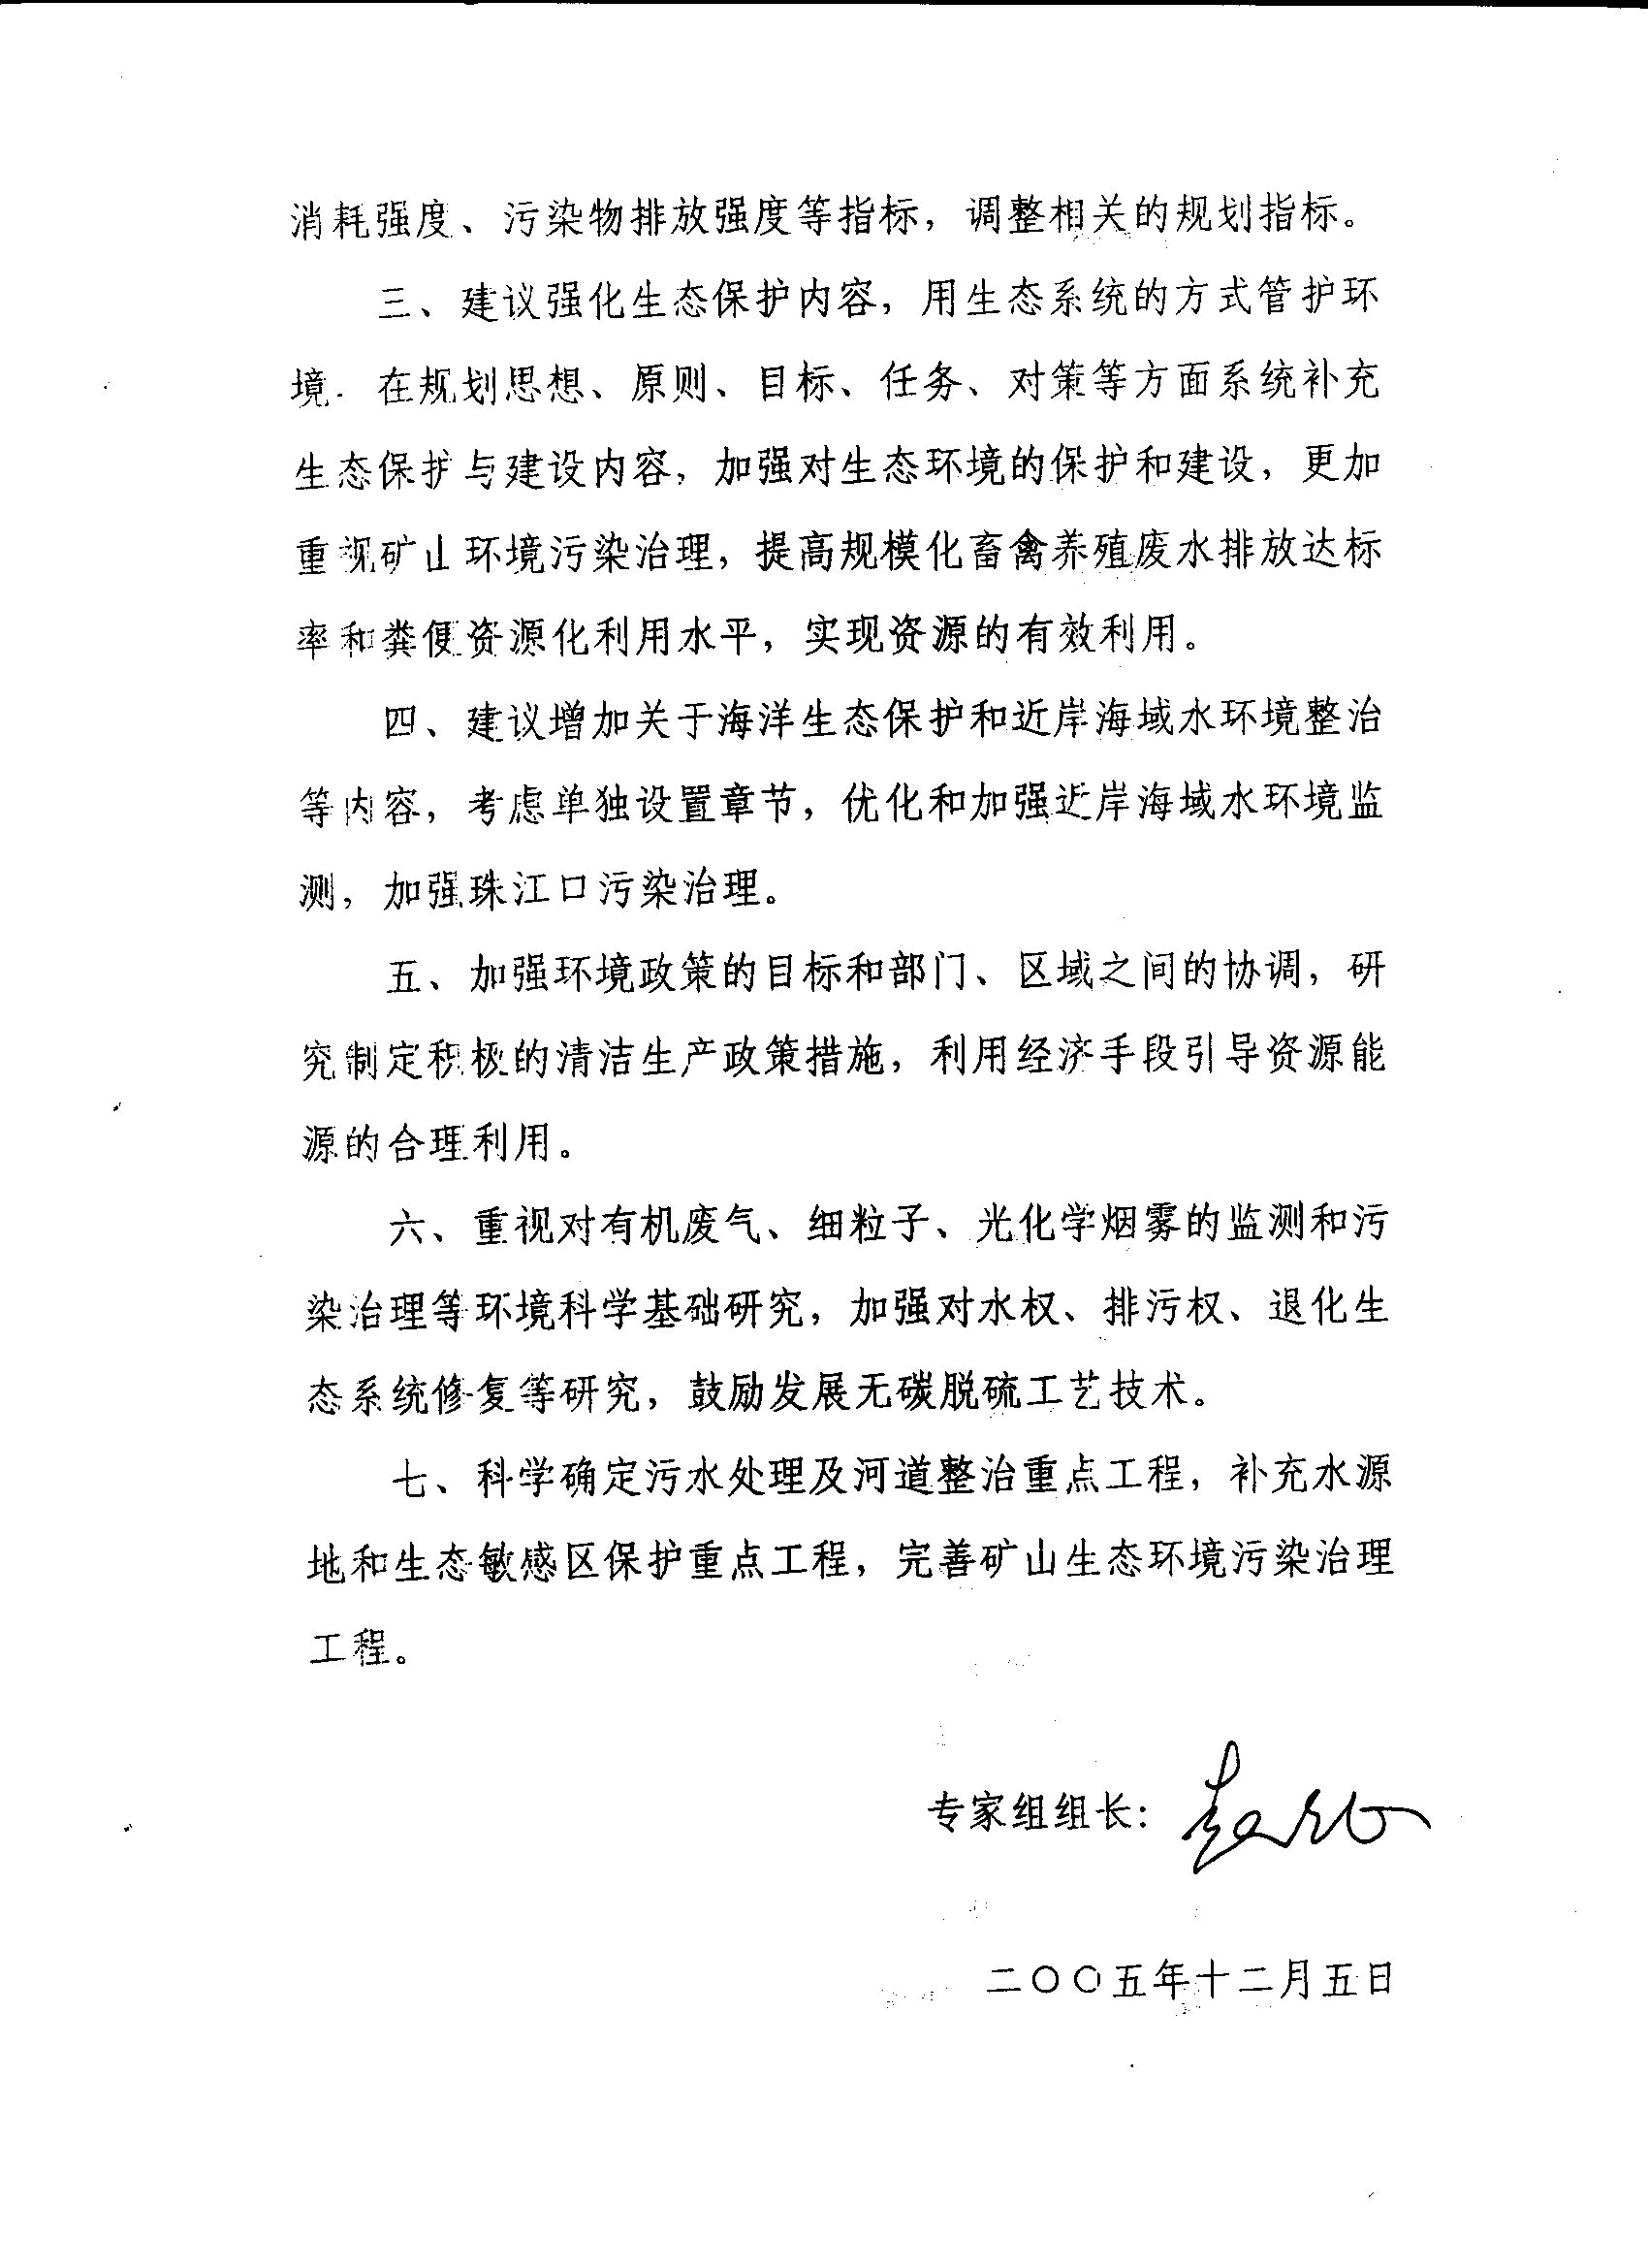 消耗强度、污染物排放强度等指标，调整相关的规划指标。
三、建议强化生态保护内容，用生态系统的方式管护环
境. 在规划思想、原则、目标、任务、对策等方面系统补充
生态保护与建设内容，加强对生态环境的保护和建设，更加
重视矿山环境污染治理，提高规模化畜禽养殖废水排放达标
率和粪便资源化利用水平，实现资源的有效利用。
四、建议增加关于海洋生态保护和近岸海域水环境整治
等内容，考虑单独设置章节，优化和加强近岸海域水环境监
测，加强珠江口污染治理。
五、加强环境政策的目标和部门、区域之间的协调，研
究制定积极的清洁生产政策措施，利用经济手段引导资源能
源的合理利用。
六、重视对有机废气、细粒子、光化学烟雾的监测和污
染治理等环境科学基础研究，加强对水权、排污权、退化生
态系统修复等研究，鼓励发展无碳脱硫工艺技术。
七、科学确定污水处理及河道整治重点工程，补充水源
地和生态敏感区保护重点工程，完善矿山生态环境污染治理
工程。
专家组组长：
二〇〇五年十二月五日